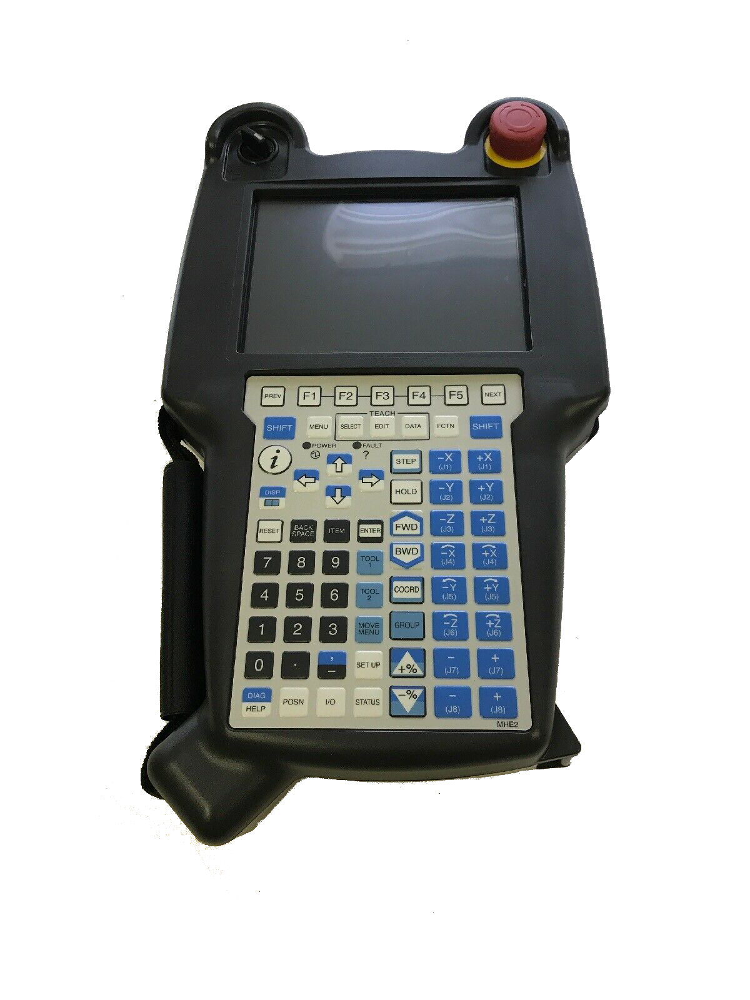 PREV F1 F2 F3 F4 F5 NEXT
TEACH
SHIFT MENU SELECT EDIT DATA FCTN SHIFT
POWER FAULT
i ? STEP -X (J1) +X (J1)
DISP HOLD -Y (J2) +Y (J2)
RESET BACK SPACE ITEM ENTER FWD -Z (J3) +Z (J3)
7 8 9 TOOL 1 BWD -X (J4) +X (J4)
4 5 6 TOOL 2 COORD -Y (J5) +Y (J5)
1 2 3 MOVE MENU GROUP -Z (J6) +Z (J6)
0 . , - SET UP +% - (J7) + (J7)
DIAG HELP POSN I/O STATUS -% - (J8) + (J8)
MHE2